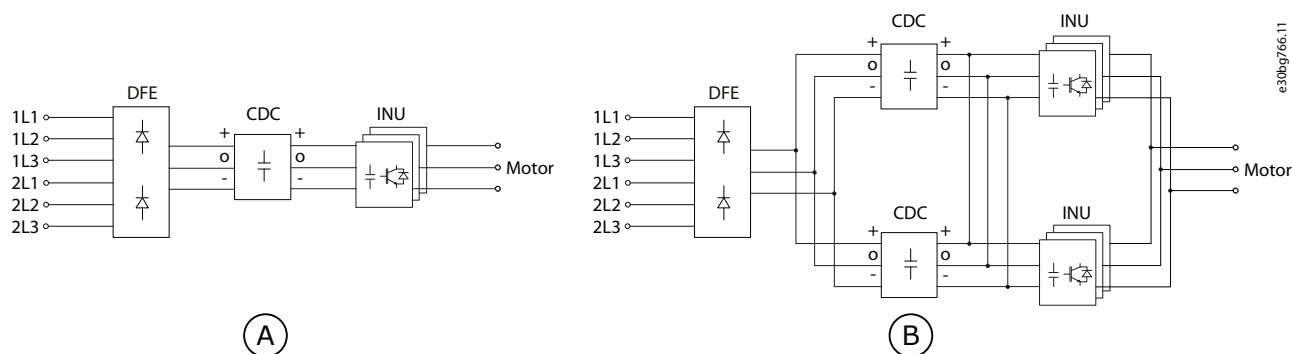 DFE
CDC
INU
1L1
1L2
1L3
2L1
2L2
2L3
+
o
-
+
o
-
Motor
A
DFE
CDC
INU
1L1
1L2
1L3
2L1
2L2
2L3
+
o
-
+
o
-
Motor
CDC
INU
+
o
-
+
o
-
B
e30bg766.11